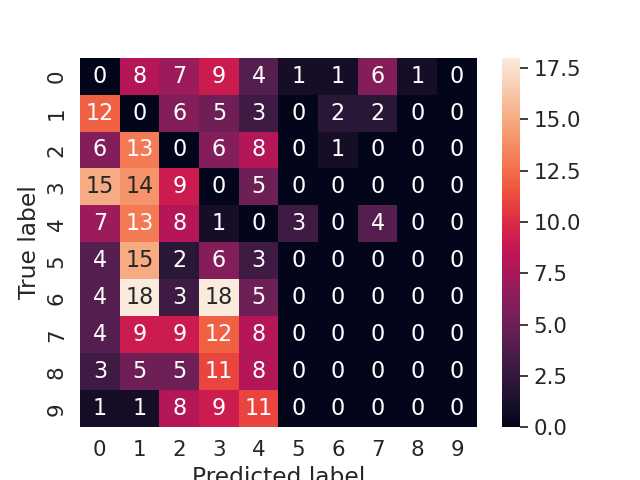 0 0 8 7 9 4 1 1 6 1 0
1 12 0 6 5 3 0 2 2 0 0
2 6 13 0 6 8 0 1 0 0 0
3 15 14 9 0 5 0 0 0 0 0
4 7 13 8 1 0 3 0 4 0 0
5 4 15 2 6 3 0 0 0 0 0
6 4 18 3 18 5 0 0 0 0 0
7 4 9 9 12 8 0 0 0 0 0
8 3 5 5 11 8 0 0 0 0 0
9 1 1 8 9 11 0 0 0 0 0
0 1 2 3 4 5 6 7 8 9
Predicted label
True label
17.5
15.0
12.5
10.0
7.5
5.0
2.5
0.0